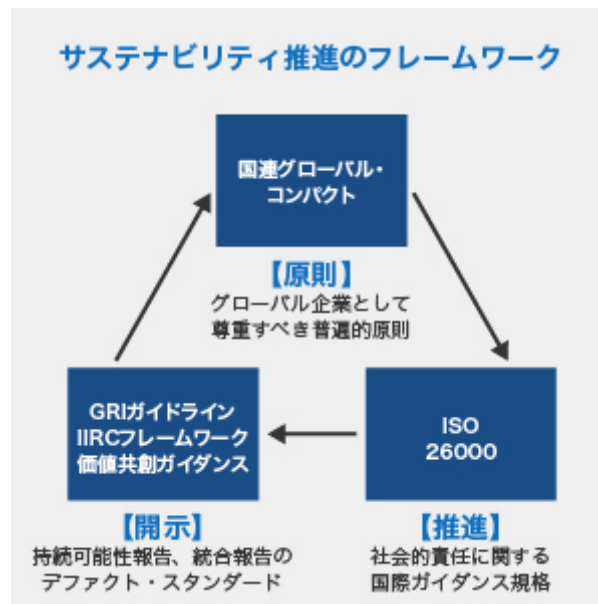 サステナビリティ推進のフレームワーク
国連グローバル・
コンパクト
【原則】
グローバル企業として
尊重すべき普遍的原則
GRIガイドライン
IIRCフレームワーク
価値共創ガイダンス
【開示】
持続可能性報告、統合報告の
デファクト・スタンダード
ISO
26000
【推進】
社会的責任に関する
国際ガイダンス規格